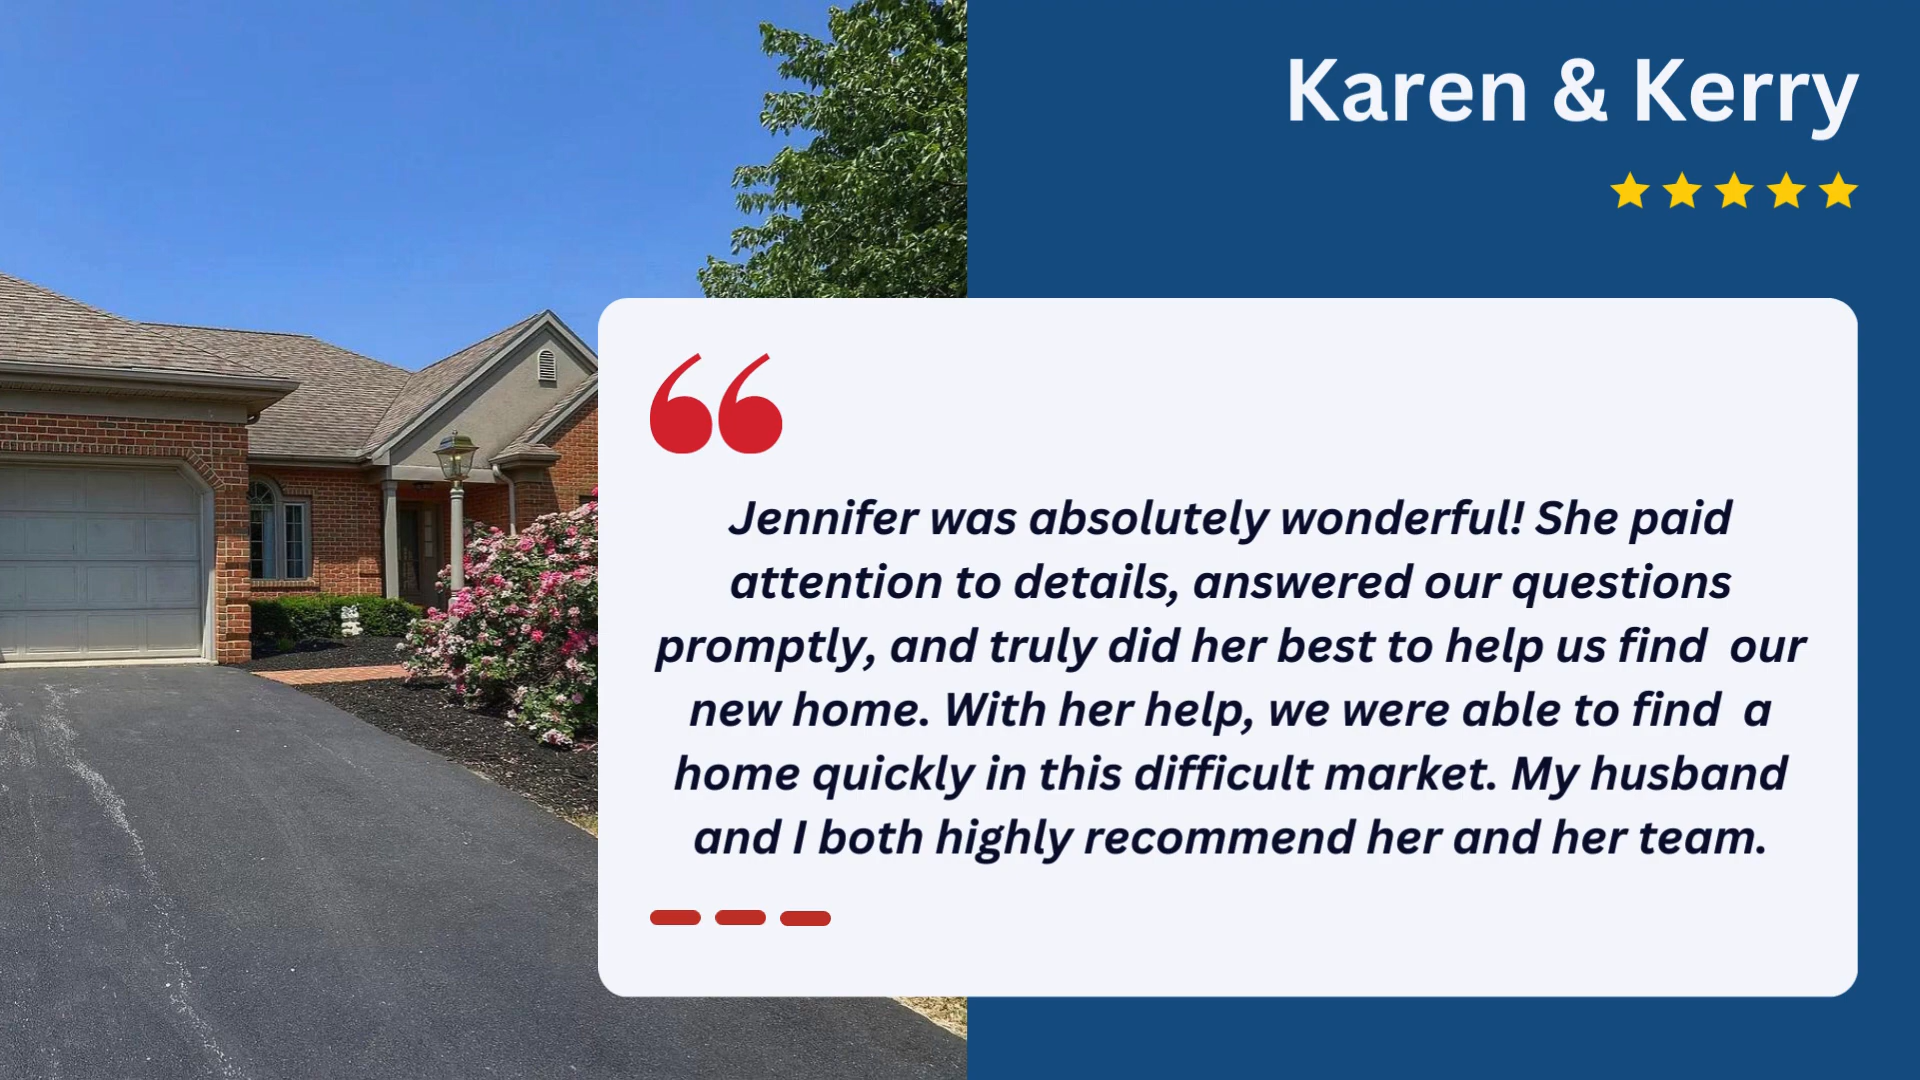 Karen & Kerry
Jennifer was absolutely wonderful! She paid
attention to details, answered our questions
promptly, and truly did her best to help us find  our
new home. With her help, we were able to find  a
home quickly in this difficult market. My husband
and I both highly recommend her and her team.